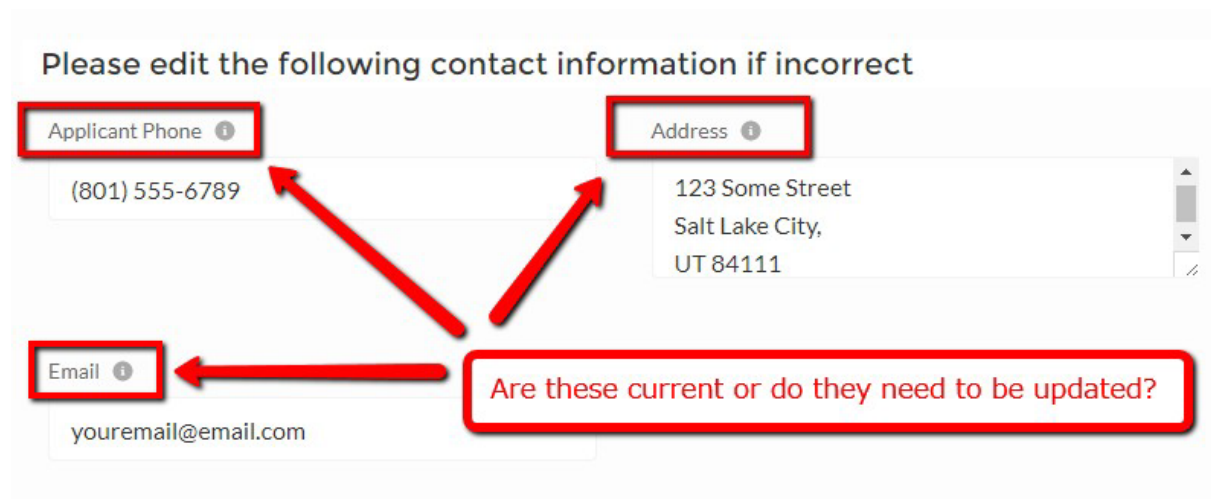 Please edit the following contact information if incorrect
Applicant Phone
(801) 555-6789
Address
123 Some Street
Salt Lake City,
UT 84111
Email
youremail@email.com
Are these current or do they need to be updated?